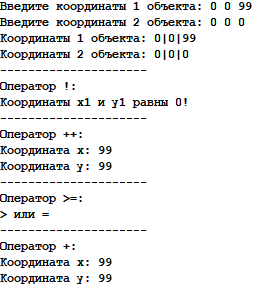 Введите координаты 1 объекта: 0 0 99
Введите координаты 2 объекта: 0 0 0
Координаты 1 объекта: 0|0|99
Координаты 2 объекта: 0|0|0
---------------------
Оператор !:
Координаты x1 и y1 равны 0!
---------------------
Оператор ++:
Координата x: 99
Координата y: 99
---------------------
Оператор >=:
> или =
---------------------
Оператор +:
Координата x: 99
Координата y: 99